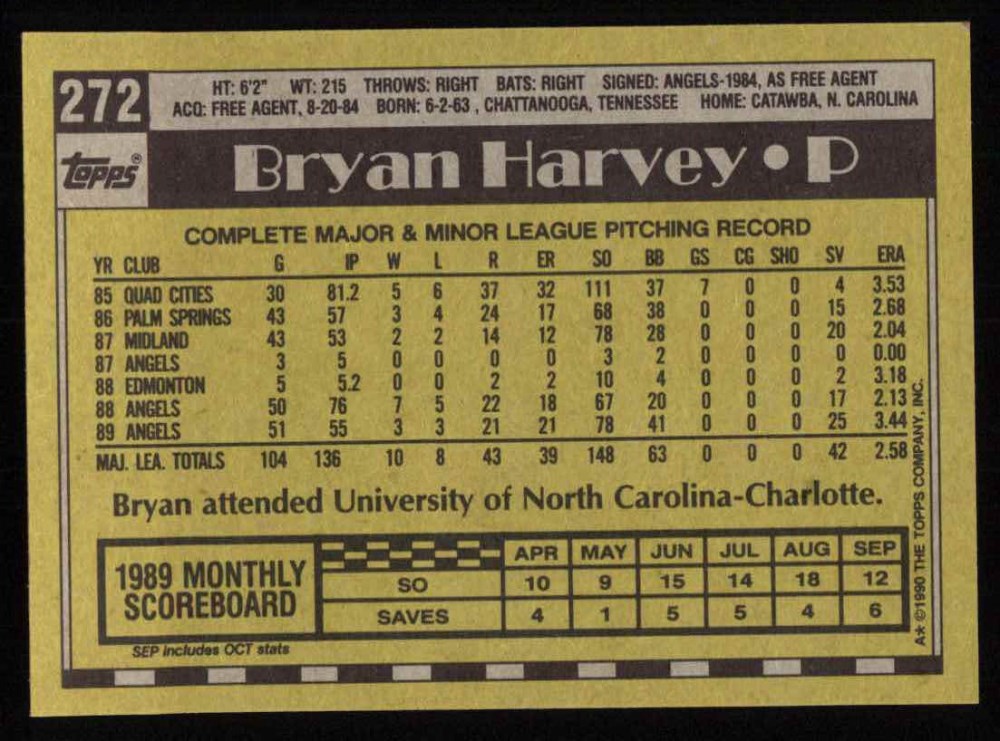 272
HT: 6'2" WT: 215 THROWS: RIGHT BATS: RIGHT SIGNED: ANGELS-1984, AS FREE AGENT
ACQ: FREE AGENT, 8-20-84 BORN: 6-2-63 , CHATTANOOGA, TENNESSEE HOME: CATAWBA, N. CAROLINA
topps®
Bryan Harvey • P
COMPLETE MAJOR & MINOR LEAGUE PITCHING RECORD
YR CLUB G IP W L R ER SO BB GS CG SHO SV ERA
85 QUAD CITIES 30 81.2 5 6 37 32 111 37 7 0 0 4 3.53
86 PALM SPRINGS 43 57 3 4 24 17 68 38 0 0 0 15 2.68
87 MIDLAND 43 53 2 2 14 12 78 28 0 0 0 20 2.04
87 ANGELS 3 5 0 0 0 0 3 2 0 0 0 0 0.00
88 EDMONTON 5 5.2 0 0 2 2 10 4 0 0 0 2 3.18
88 ANGELS 50 76 7 5 22 18 67 20 0 0 0 17 2.13
89 ANGELS 51 55 3 3 21 21 78 41 0 0 0 25 3.44
MAJ. LEA. TOTALS 104 136 10 8 43 39 148 63 0 0 0 42 2.58
Bryan attended University of North Carolina-Charlotte.
1989 MONTHLY
SCOREBOARD
APR MAY JUN JUL AUG SEP
SO 10 9 15 14 18 12
SAVES 4 1 5 5 4 6
SEP includes OCT stats
A* ©1990 THE TOPPS COMPANY, INC.